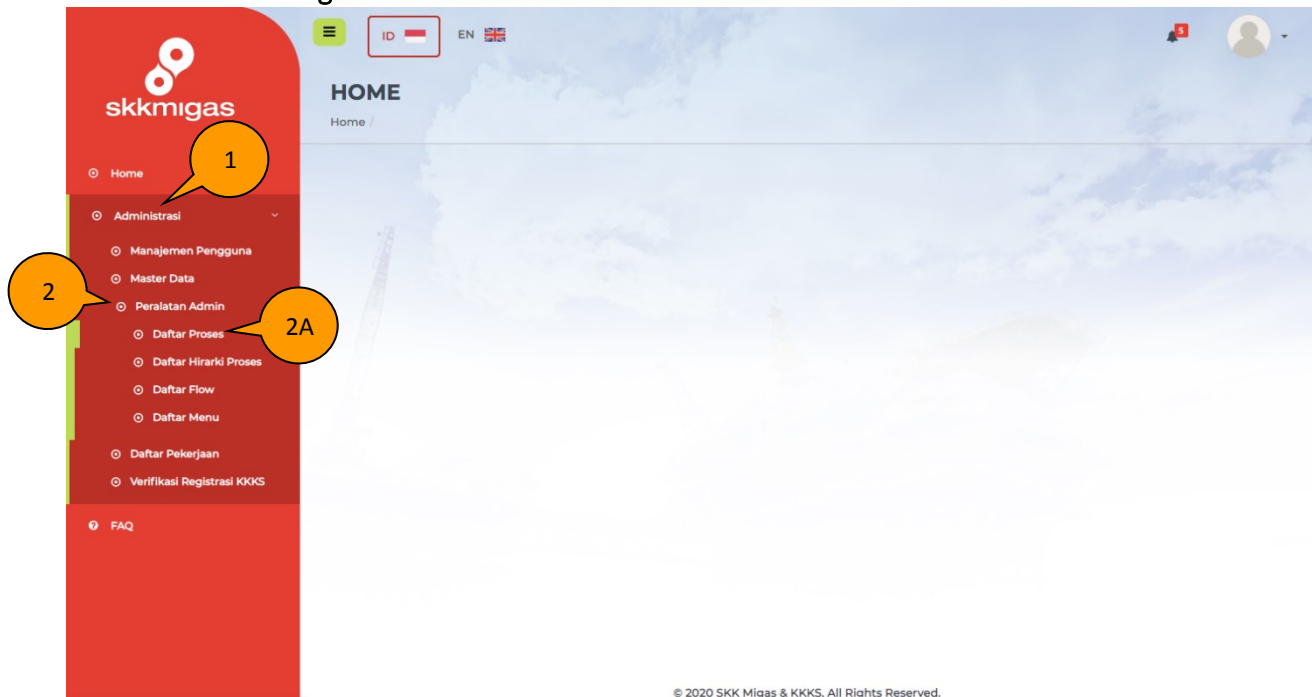 ID EN 5
skkmigas
HOME
Home /
1
Home
Administrasi
Manajemen Pengguna
Master Data
2
Peralatan Admin
2A
Daftar Proses
Daftar Hirarki Proses
Daftar Flow
Daftar Menu
Daftar Pekerjaan
Verifikasi Registrasi KKKS
FAQ
© 2020 SKK Migas & KKKS. All Rights Reserved.